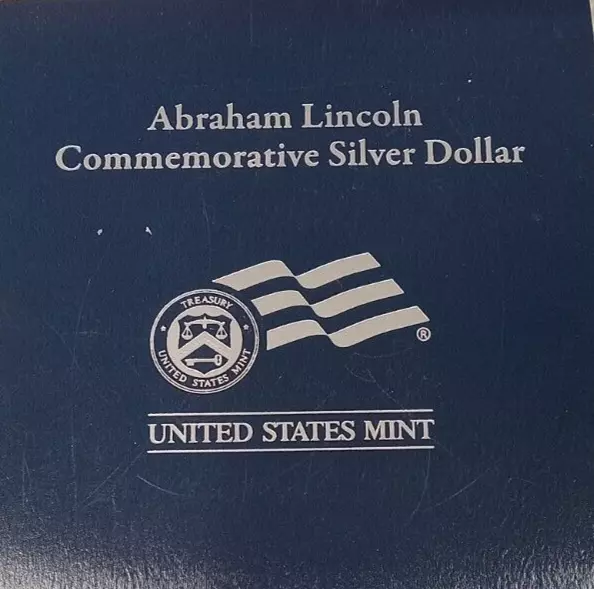 Abraham Lincoln
Commemorative Silver Dollar
TREASURY
UNITED STATES MINT
®
UNITED STATES MINT